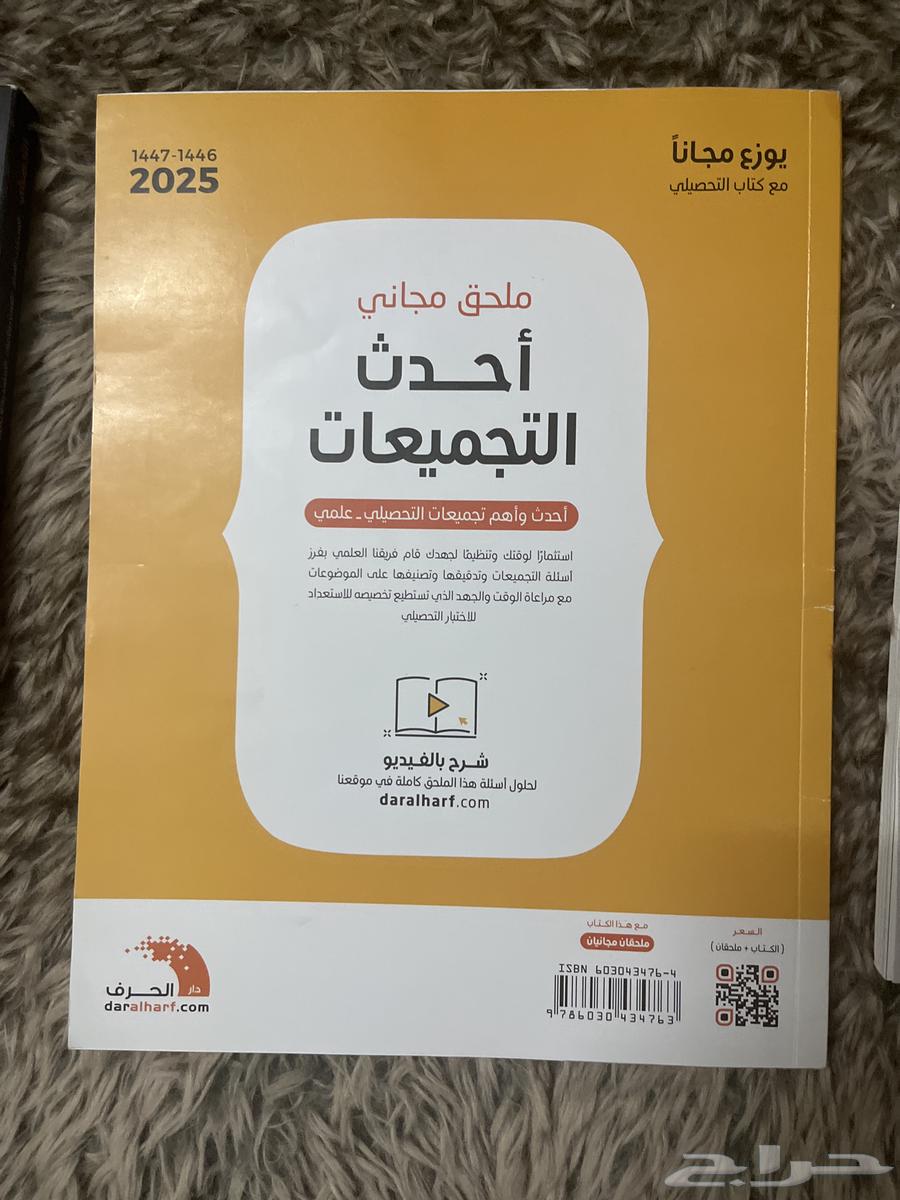 يوزع مجاناً
مع كتاب التحصيلي
1447-1446
2025
ملحق مجاني
أحدث
التجميعات
أحدث وأهم تجميعات التحصيلي - علمي
استثمارًا لوقتك وتنظيمًا لجهدك قام فريقنا العلمي بفرز
أسئلة التجميعات وتدقيقها وتصنيفها على الموضوعات
مع مراعاة الوقت والجهد الذي تستطيع تخصيصه للاستعداد
للاختبار التحصيلي
شرح بالفيديو
لحلول أسئلة هذا الملحق كاملة في موقعنا
daralharf.com
السعر
(الكتاب + ملحقان)
مع هذا الكتاب
ملحقان مجانيان
ISBN 603043476-4
9 786030 434763
دار الحرف
daralharf.com
حراج